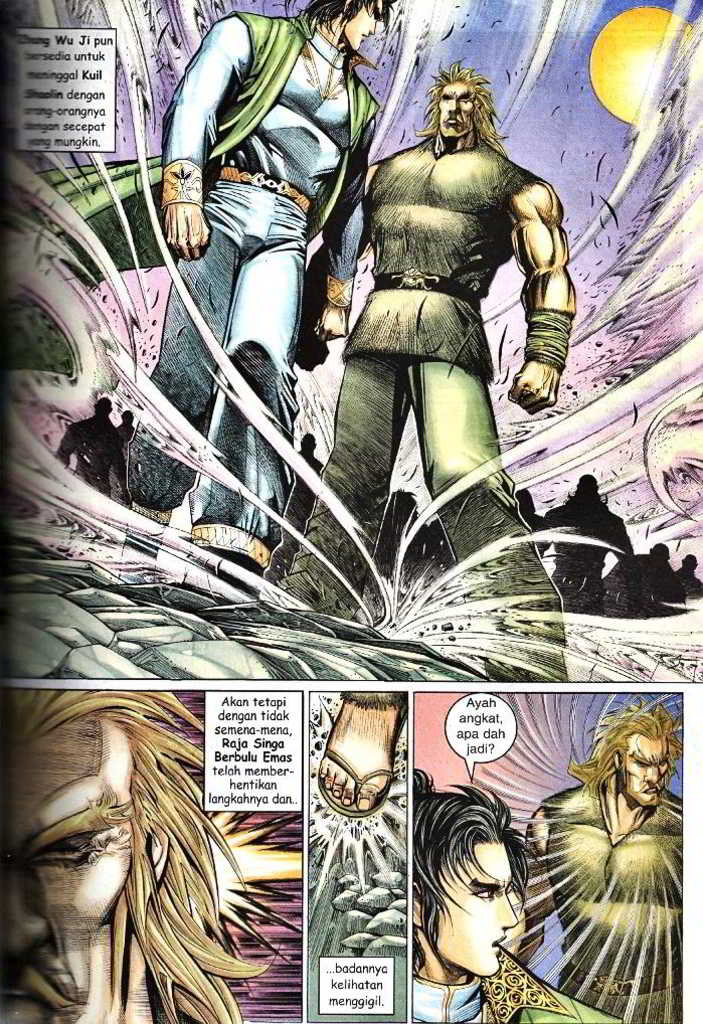 Zhang Wu Ji pun
bersedia untuk
meninggal Kuil
Shaolin dengan
orang-orangnya
dengan secepat
yang mungkin.
Akan tetapi
dengan tidak
semena-mena,
Raja Singa
Berbulu Emas
telah member-
hentikan
langkahnya dan..
...badannya
kelihatan
menggigil.
Ayah
angkat,
apa dah
jadi?